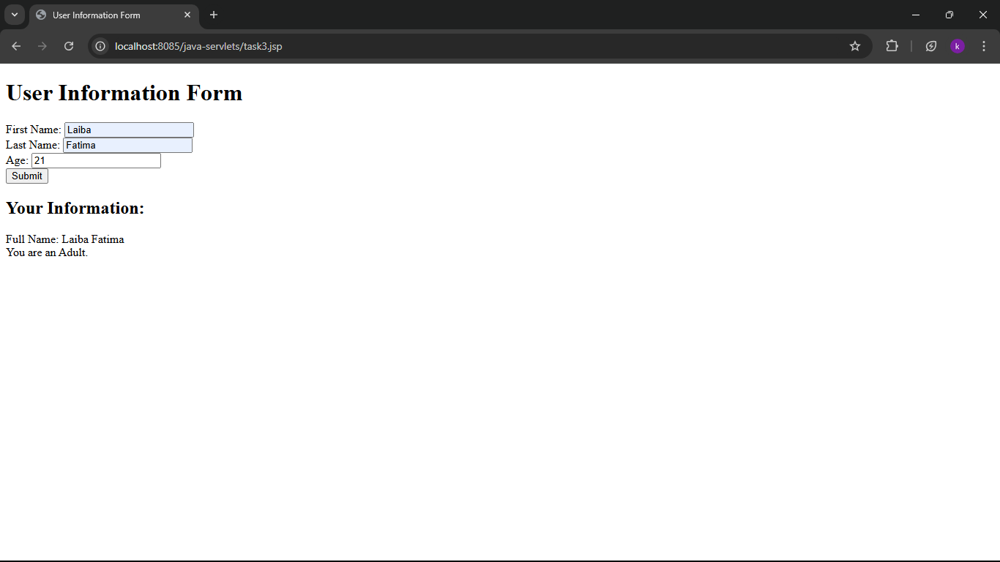 User Information Form
localhost:8085/java-servlets/task3.jsp
k
User Information Form
First Name: Laiba
Last Name: Fatima
Age: 21
Submit
Your Information:
Full Name: Laiba Fatima
You are an Adult.